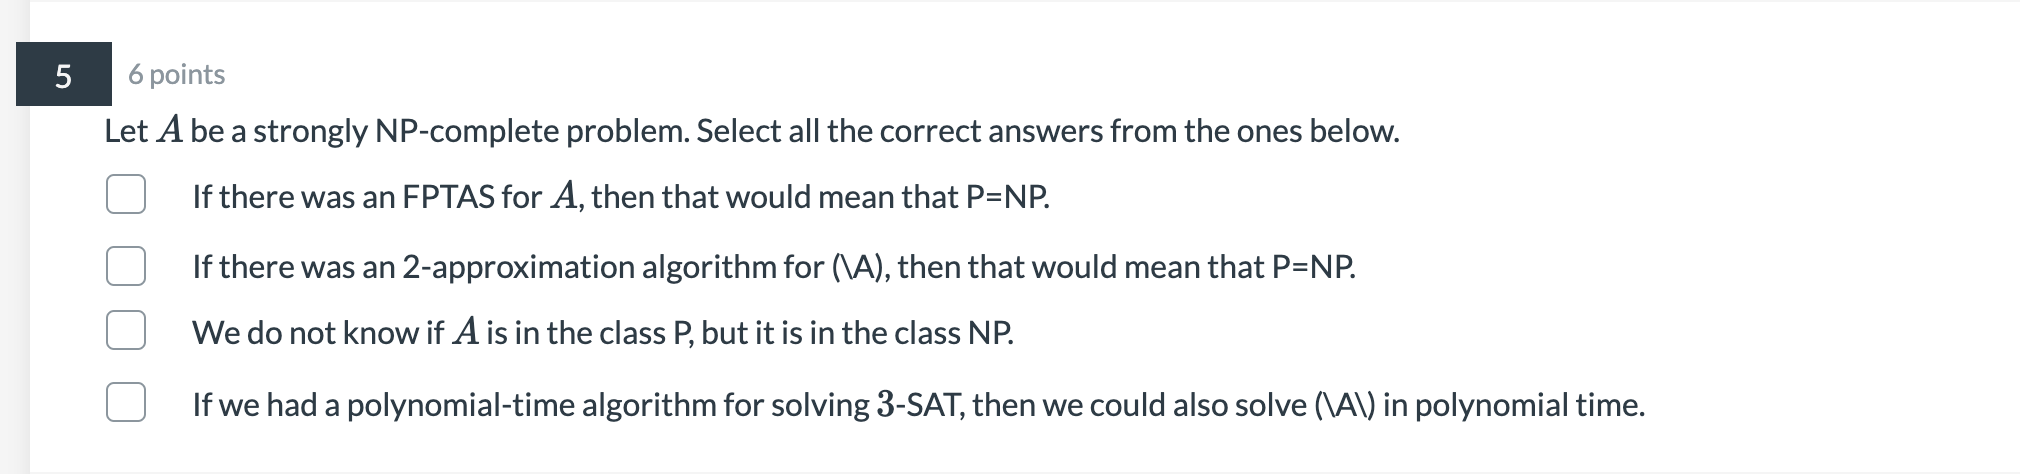 5
6 points
Let A be a strongly NP-complete problem. Select all the correct answers from the ones below.
If there was an FPTAS for A, then that would mean that P=NP.
If there was an 2-approximation algorithm for (\A), then that would mean that P=NP.
We do not know if A is in the class P, but it is in the class NP.
If we had a polynomial-time algorithm for solving 3-SAT, then we could also solve (\A\) in polynomial time.